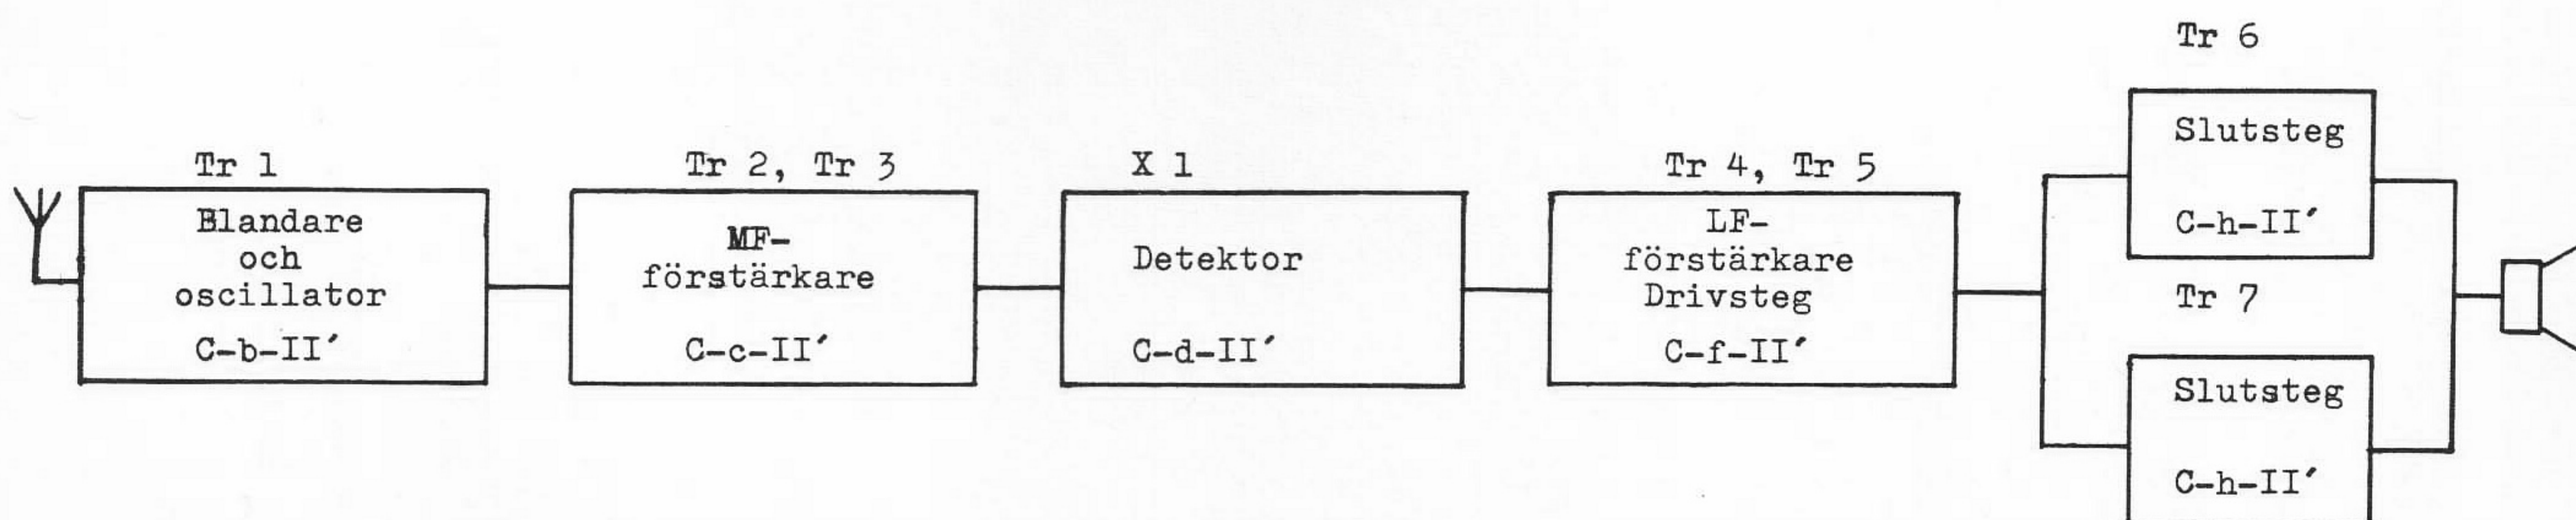 Tr 1
Blandare
och
oscillator
C-b-II′
Tr 2, Tr 3
MF-
förstärkare
C-c-II′
X 1
Detektor
C-d-II′
Tr 4, Tr 5
LF-
förstärkare
Drivsteg
C-f-II′
Tr 6
Slutsteg
C-h-II′
Tr 7
Slutsteg
C-h-II′